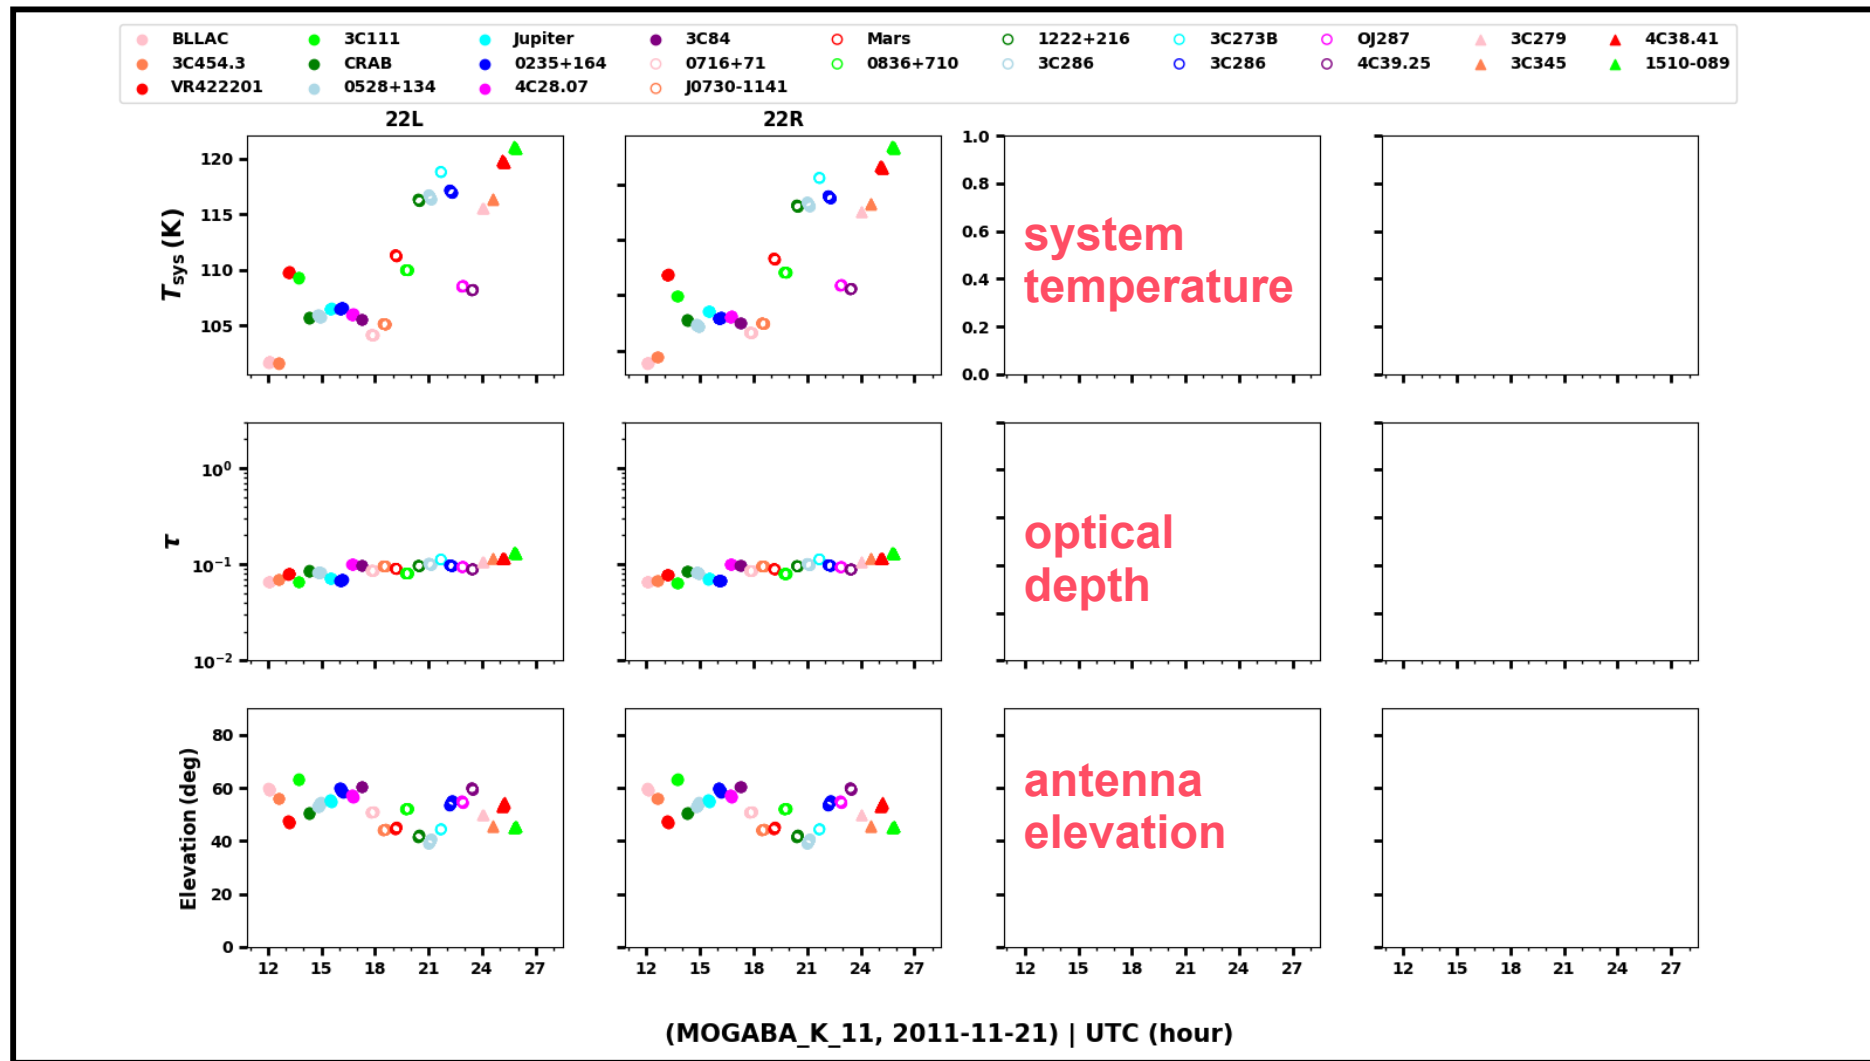 BLLAC 3C111 Jupiter 3C84 Mars 1222+216 3C273B OJ287 3C279 4C38.41
3C454.3 CRAB 0235+164 0716+71 0836+710 3C286 3C286 4C39.25 3C345 1510-089
VR422201 0528+134 4C28.07 J0730-1141
22L 22R
T_sys (K)
120
115
110
105
1.0
0.8
0.6
0.4
0.2
0.0
system
temperature
τ
10⁰
10⁻¹
10⁻²
optical
depth
Elevation (deg)
80
60
40
20
0
antenna
elevation
12 15 18 21 24 27 12 15 18 21 24 27 12 15 18 21 24 27 12 15 18 21 24 27
(MOGABA_K_11, 2011-11-21) | UTC (hour)